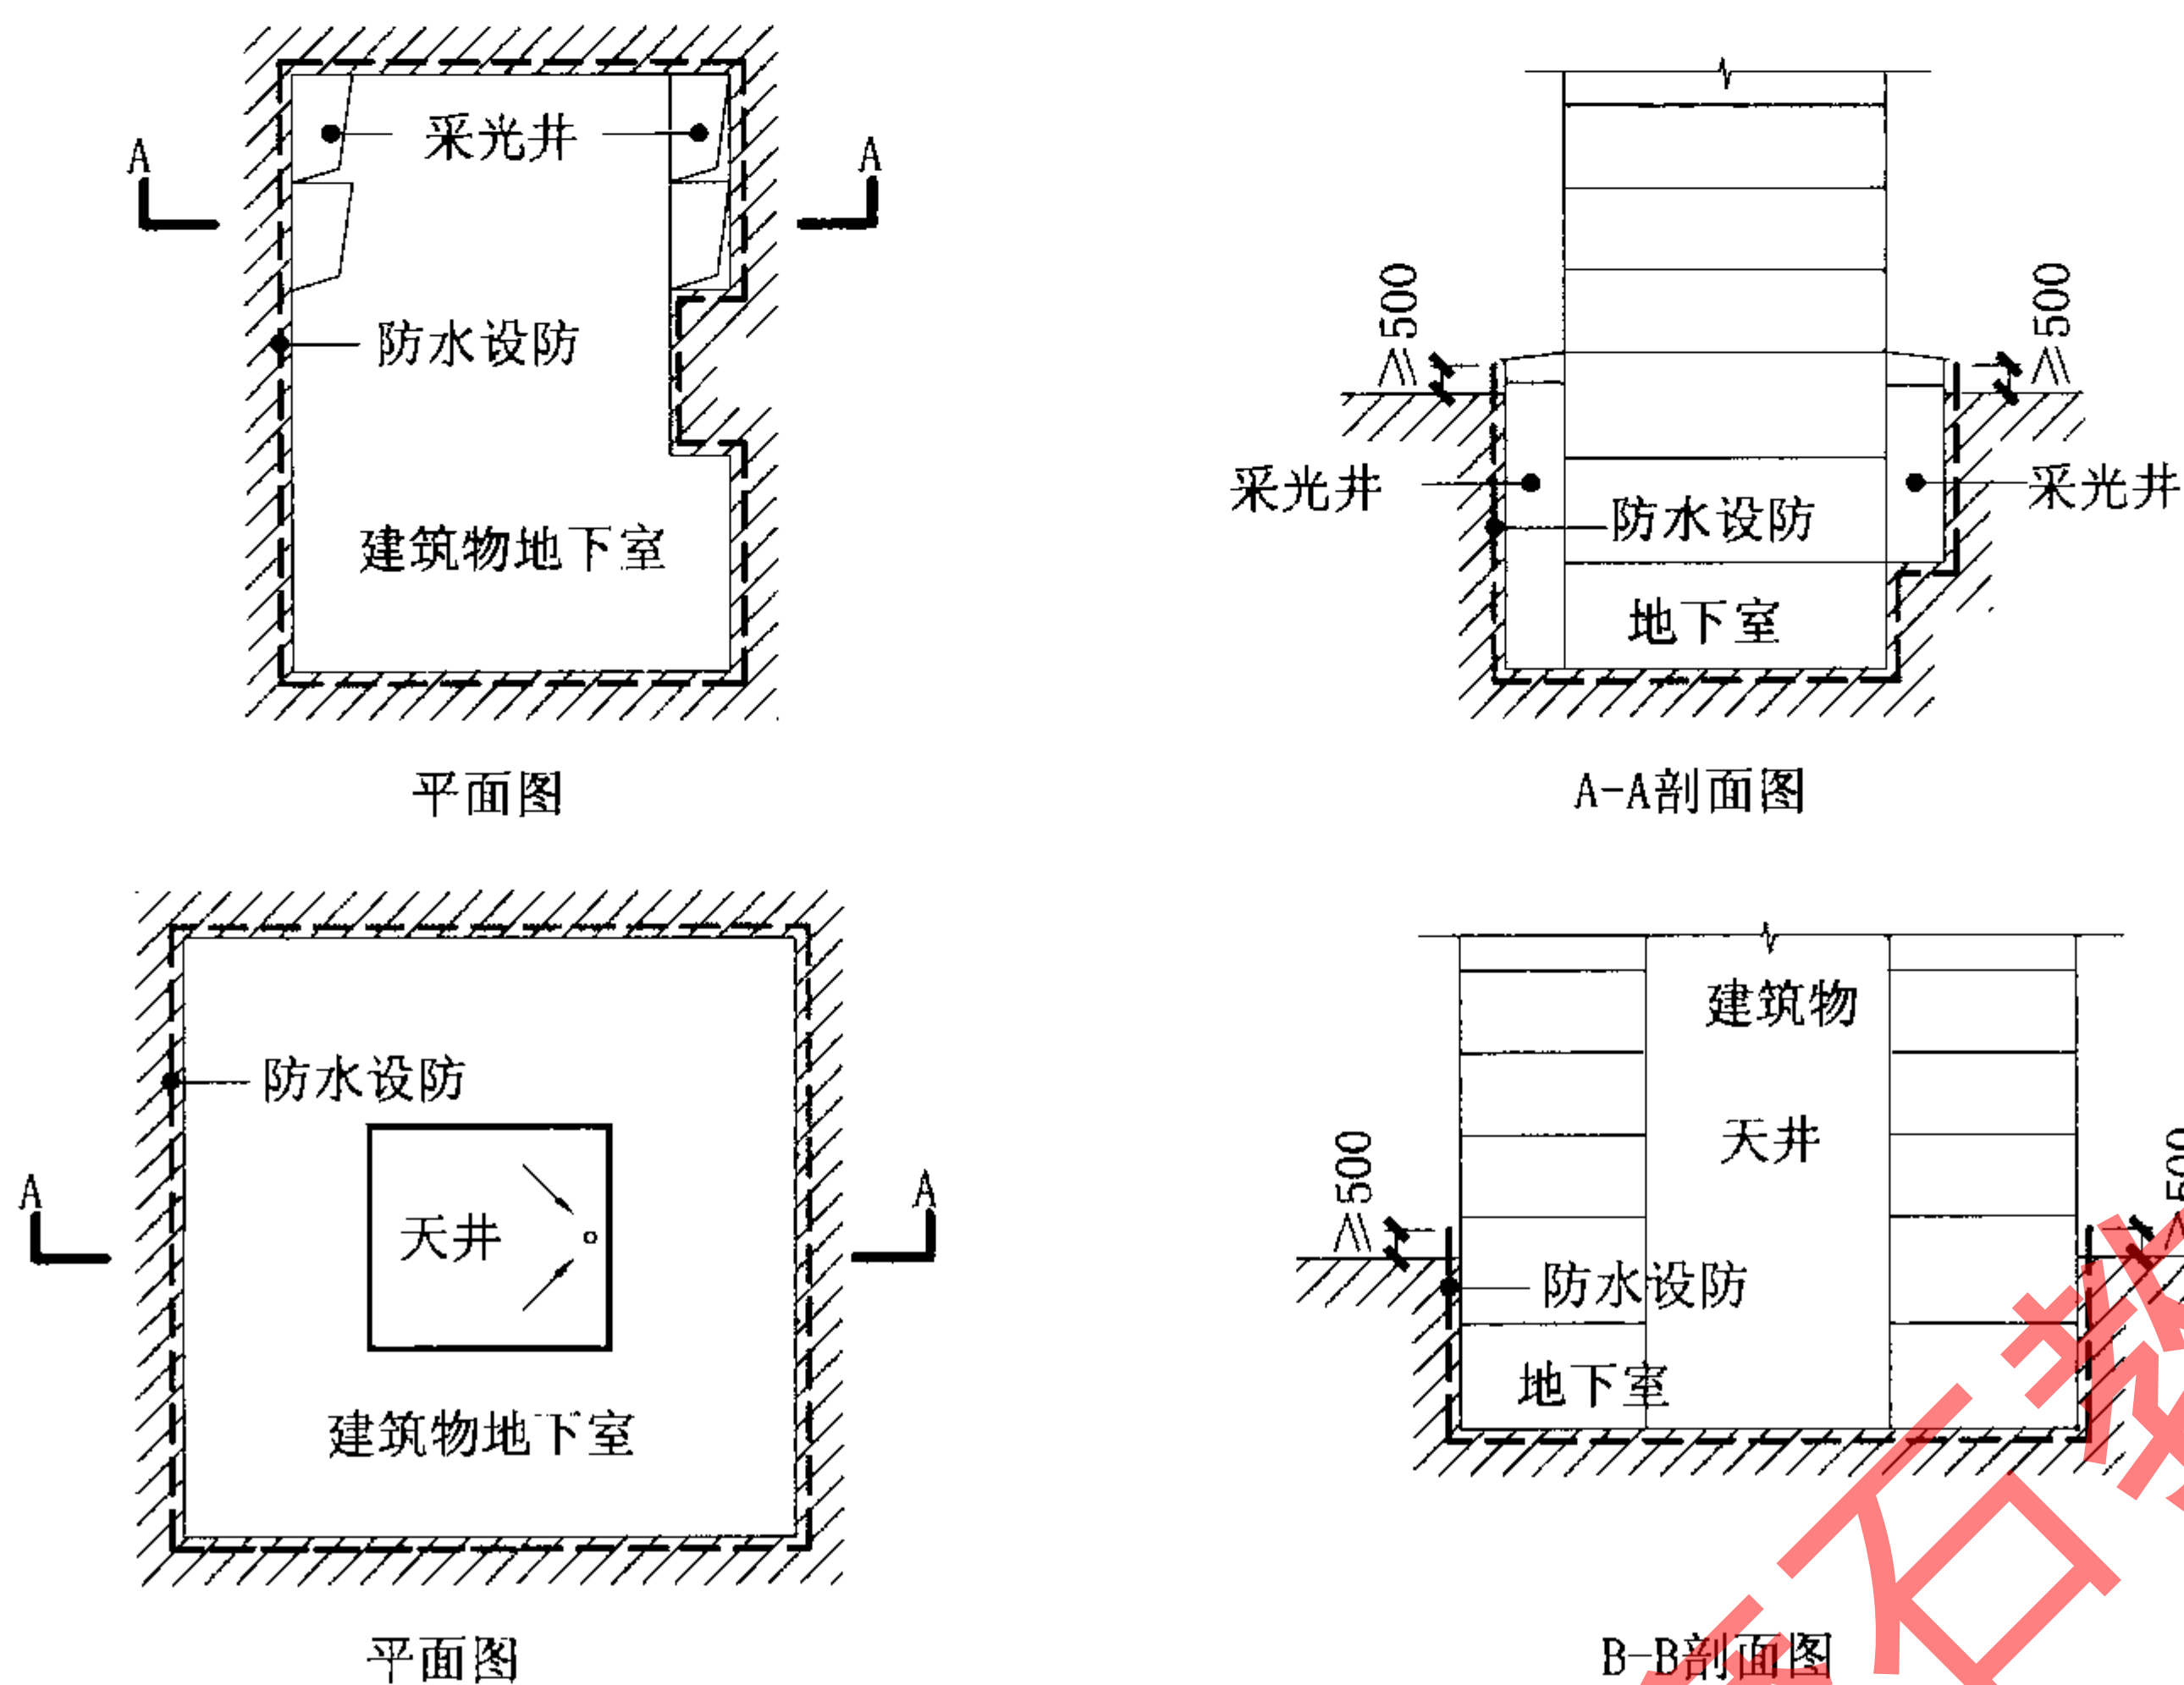 采光井
A
A
防水设防
建筑物地下室
平面图
≥500
≥500
采光井
采光井
防水设防
地下室
A-A剖面图
防水设防
A
A
天井
建筑物地下室
平面图
建筑物
天井
≥500
≥500
防水设防
地下室
B-B剖面图
石